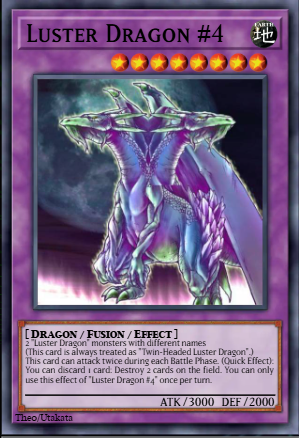 Luster Dragon #4
EARTH
地
[ Dragon / Fusion / Effect ]
2 "Luster Dragon" monsters with different names
(This card is always treated as "Twin-Headed Luster Dragon".)
This card can attack twice during each Battle Phase. (Quick Effect):
You can discard 1 card: Destroy 2 cards on the field. You can only
use this effect of "Luster Dragon #4" once per turn.
ATK/3000 DEF/2000
Theo/Utakata